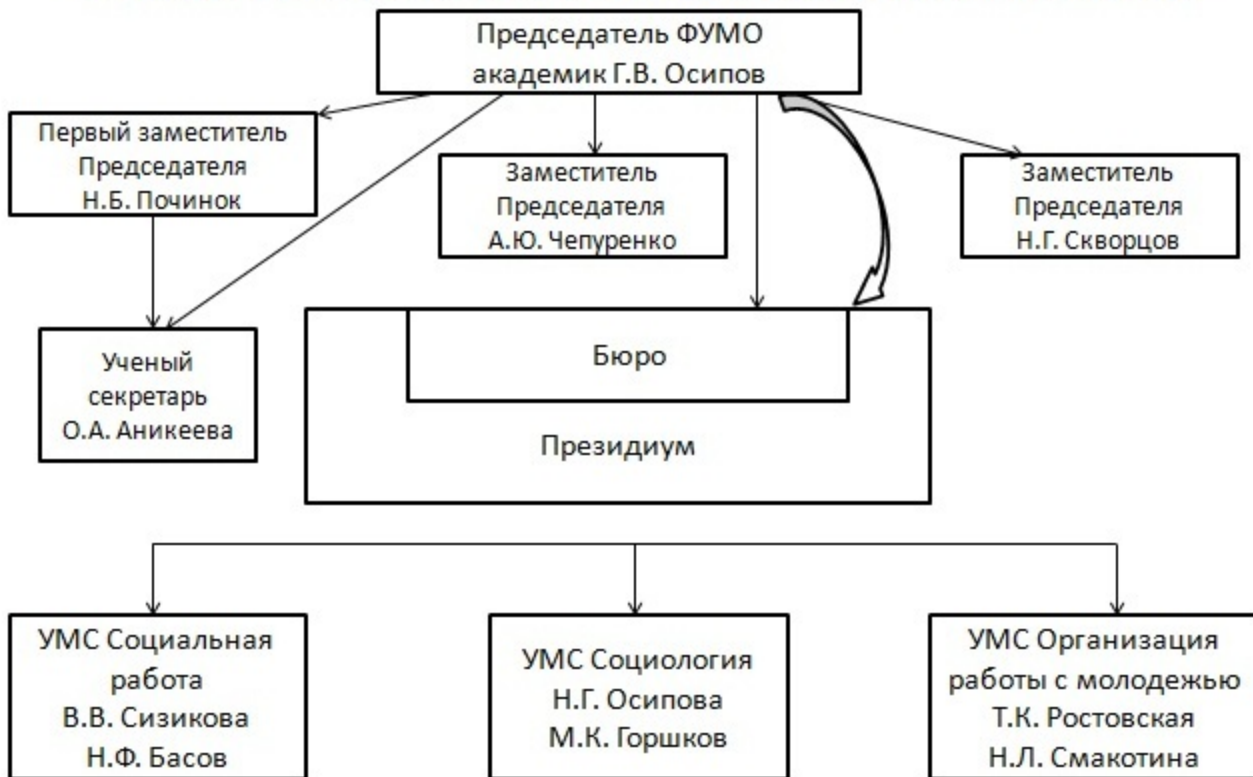 Председатель ФУМО
академик Г.В. Осипов
Первый заместитель
Председателя
Н.Б. Починок
Заместитель
Председателя
А.Ю. Чепуренко
Заместитель
Председателя
Н.Г. Скворцов
Ученый
секретарь
О.А. Аникеева
Бюро
Президиум
УМС Социальная
работа
В.В. Сизикова
Н.Ф. Басов
УМС Социология
Н.Г. Осипова
М.К. Горшков
УМС Организация
работы с молодежью
Т.К. Ростовская
Н.Л. Смакотина